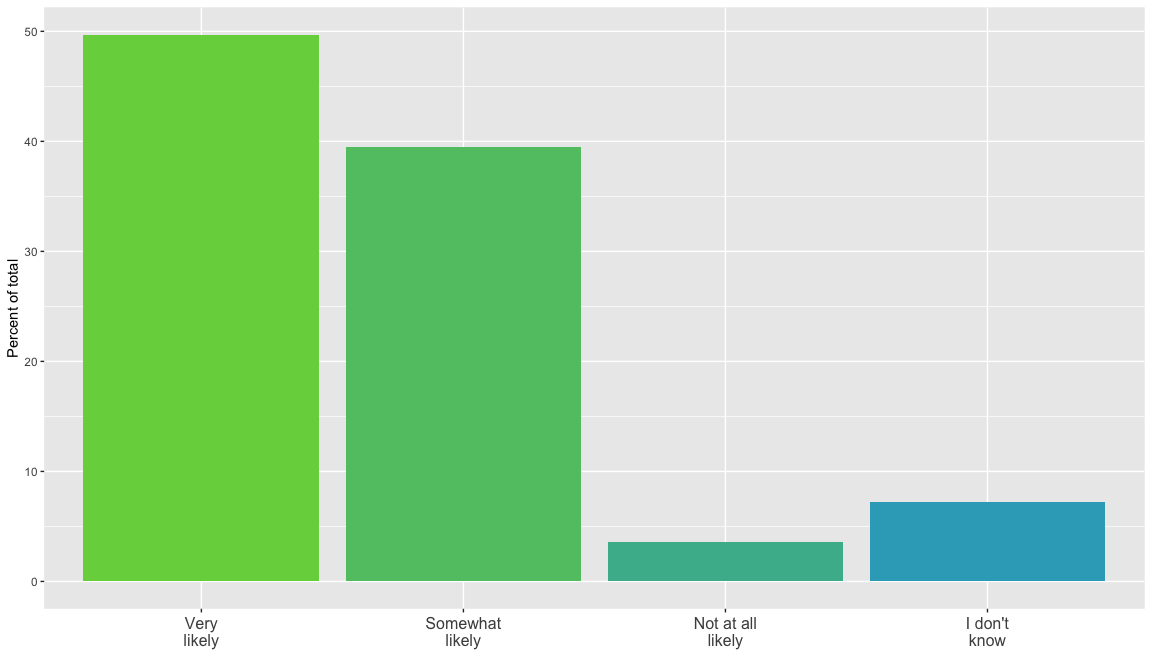 Percent of total
50
40
30
20
10
0
Very
likely
Somewhat
likely
Not at all
likely
I don't
know